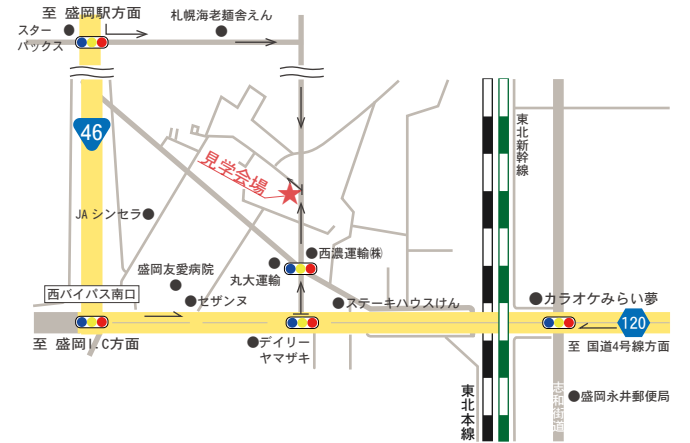 至 盛岡駅方面
札幌海老麺舎えん
スター
バックス
46
東北新幹線
見学会場
JA シンセラ
西濃運輸㈱
盛岡友愛病院
丸大運輸
西バイパス南口
セザンヌ
ステーキハウスけん
カラオケみらい夢
120
至 盛岡I.C方面
デイリー
ヤマザキ
至 国道4号線方面
東北本線
志和街道
盛岡永井郵便局